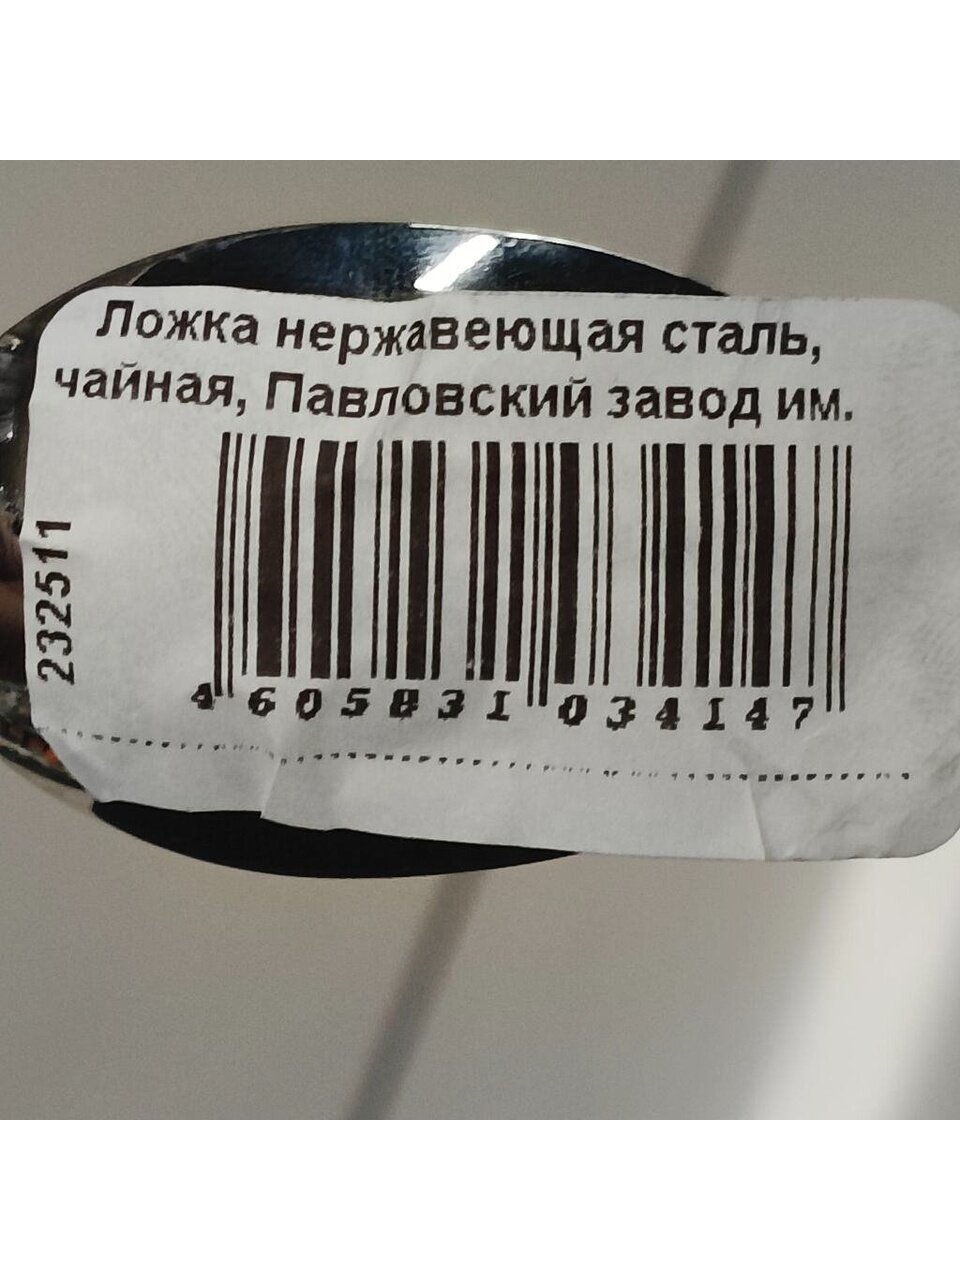 Ложка нержавеющая сталь,
чайная, Павловский завод им.
232511
4 605831 034147